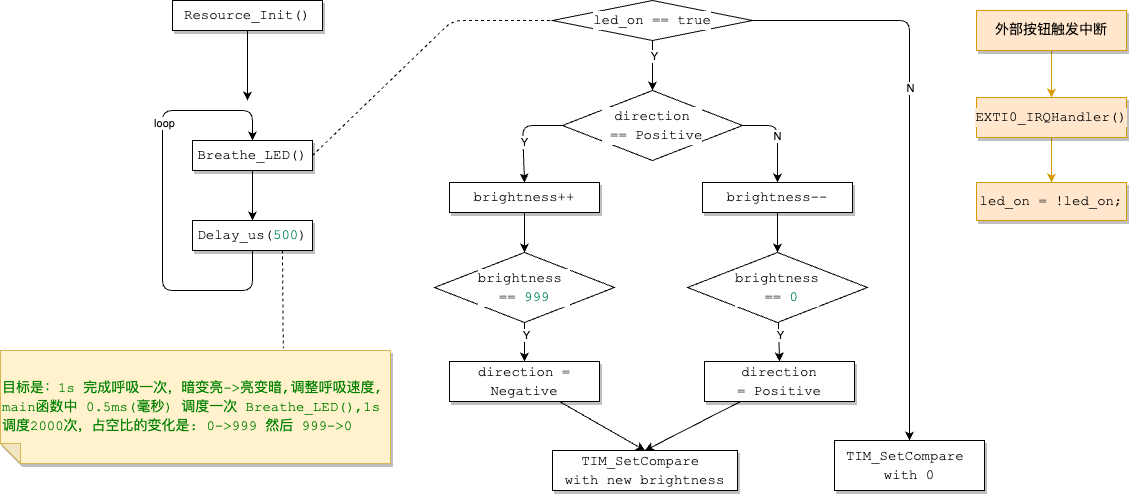 Resource_Init()
loop
Breathe_LED()
Delay_us(500)
目标是: 1s 完成呼吸一次, 暗变亮->亮变暗,调整呼吸速度,
main函数中 0.5ms(毫秒) 调度一次 Breathe_LED(),1s
调度2000次, 占空比的变化是: 0->999 然后 999->0
led_on == true
Y
N
direction
== Positive
Y
N
brightness++
brightness--
brightness
== 999
brightness
== 0
Y
Y
direction =
Negative
direction
= Positive
TIM_SetCompare
with new brightness
TIM_SetCompare
with 0
外部按钮触发中断
EXTI0_IRQHandler()
led_on = !led_on;